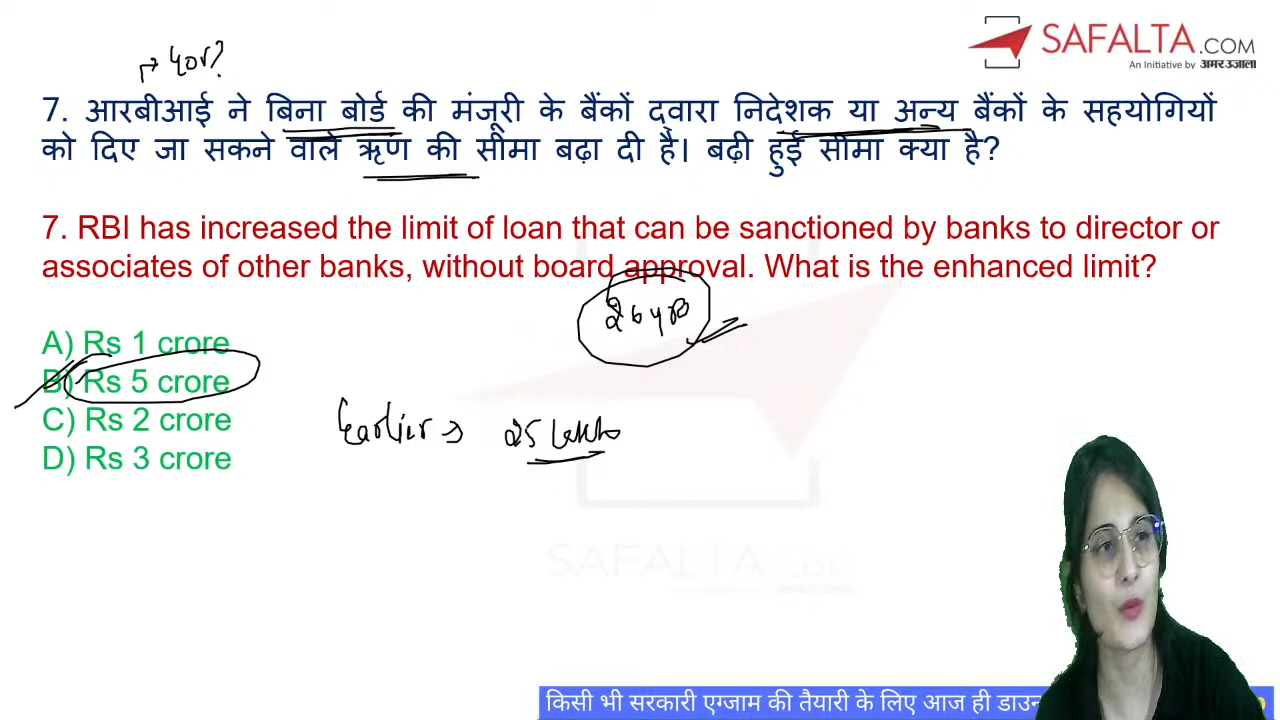 SAFALTA.COM
An Initiative by अमर उजाला
7. आरबीआई ने बिना बोर्ड की मंजूरी के बैंकों द्वारा निदेशक या अन्य बैंकों के सहयोगियों
को दिए जा सकने वाले ऋण की सीमा बढ़ा दी है। बढ़ी हुई सीमा क्या है?
7. RBI has increased the limit of loan that can be sanctioned by banks to director or
associates of other banks, without board approval. What is the enhanced limit?
A) Rs 1 crore
B) Rs 5 crore
C) Rs 2 crore
D) Rs 3 crore
Earlier → 25 lakh
SAFALTA.COM
किसी भी सरकारी एग्जाम की तैयारी के लिए आज ही डाउन